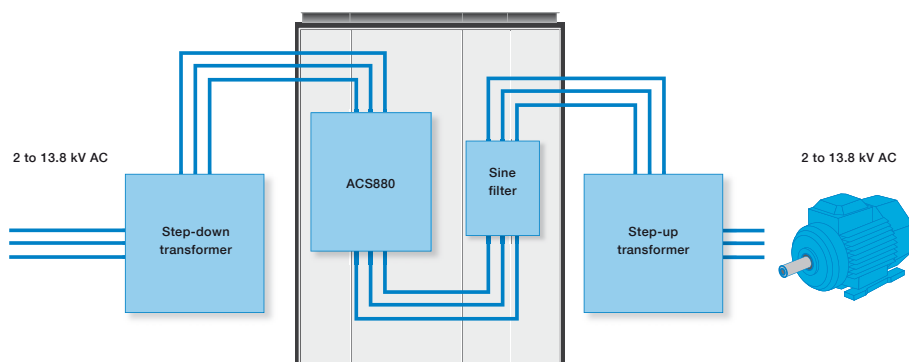 2 to 13.8 kV AC
Step-down
transformer
ACS880
Sine
filter
Step-up
transformer
2 to 13.8 kV AC